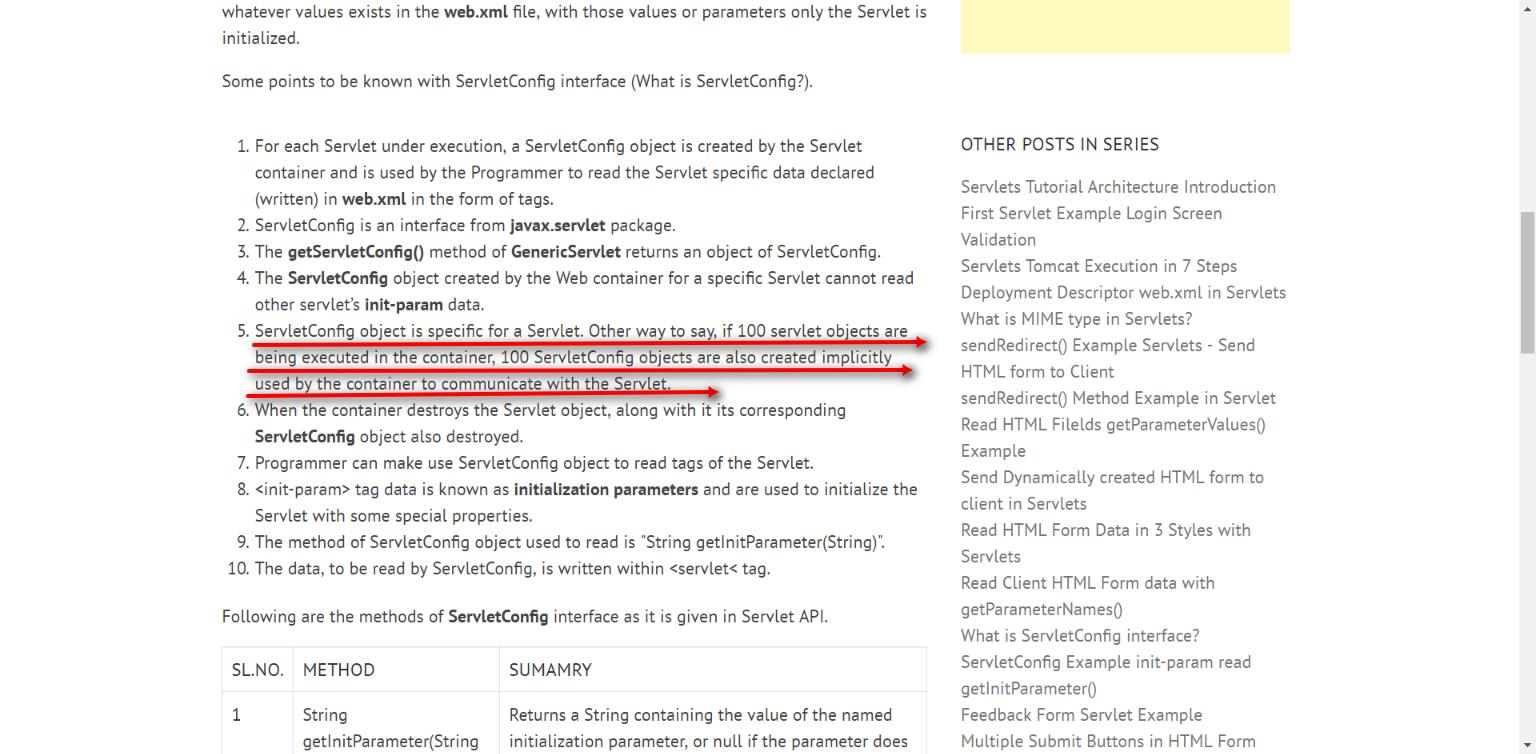 whatever values exists in the web.xml file, with those values or parameters only the Servlet is
initialized.
Some points to be known with ServletConfig interface (What is ServletConfig?).
1. For each Servlet under execution, a ServletConfig object is created by the Servlet
container and is used by the Programmer to read the Servlet specific data declared
(written) in web.xml in the form of tags.
2. ServletConfig is an interface from javax.servlet package.
3. The getServletConfig() method of GenericServlet returns an object of ServletConfig.
4. The ServletConfig object created by the Web container for a specific Servlet cannot read
other servlet's init-param data.
5. ServletConfig object is specific for a Servlet. Other way to say, if 100 servlet objects are
being executed in the container, 100 ServletConfig objects are also created implicitly
used by the container to communicate with the Servlet.
6. When the container destroys the Servlet object, along with it its corresponding
ServletConfig object also destroyed.
7. Programmer can make use ServletConfig object to read tags of the Servlet.
8. <init-param> tag data is known as initialization parameters and are used to initialize the
Servlet with some special properties.
9. The method of ServletConfig object used to read is "String getInitParameter(String)".
10. The data, to be read by ServletConfig, is written within <servlet< tag.
Following are the methods of ServletConfig interface as it is given in Servlet API.
SL.NO. METHOD SUMAMRY
1 String Returns a String containing the value of the named
getInitParameter(String initialization parameter, or null if the parameter does
OTHER POSTS IN SERIES
Servlets Tutorial Architecture Introduction
First Servlet Example Login Screen
Validation
Servlets Tomcat Execution in 7 Steps
Deployment Descriptor web.xml in Servlets
What is MIME type in Servlets?
sendRedirect() Example Servlets - Send
HTML form to Client
sendRedirect() Method Example in Servlet
Read HTML Filelds getParameterValues()
Example
Send Dynamically created HTML form to
client in Servlets
Read HTML Form Data in 3 Styles with
Servlets
Read Client HTML Form data with
getParameterNames()
What is ServletConfig interface?
ServletConfig Example init-param read
getInitParameter()
Feedback Form Servlet Example
Multiple Submit Buttons in HTML Form